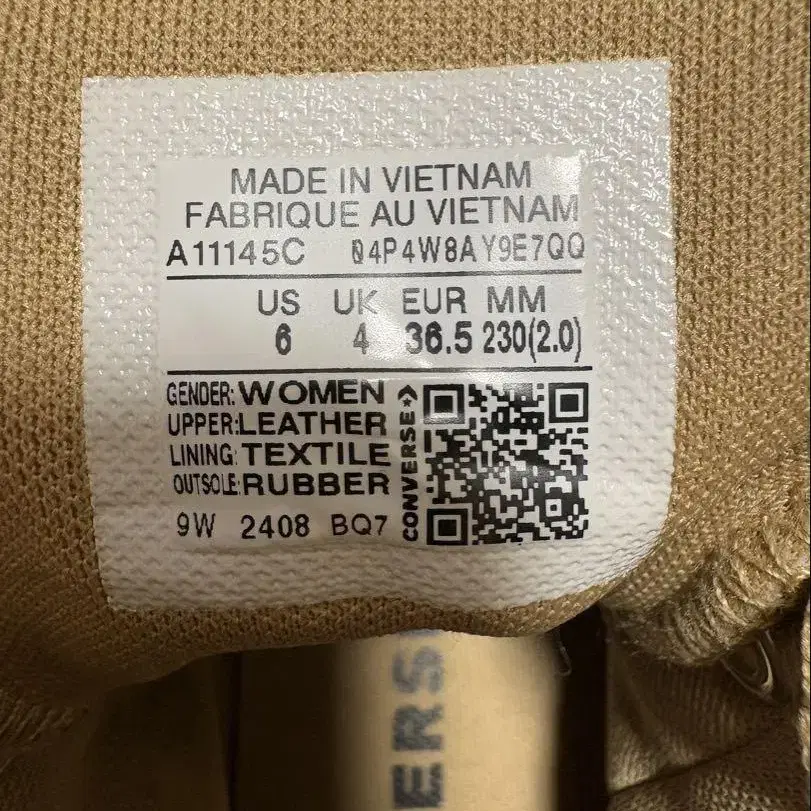 MADE IN VIETNAM
FABRIQUE AU VIETNAM
A11145C 04P4W8AY9E7QQ
US UK EUR MM
6 4 36.5 230(2.0)
GENDER: WOMEN
UPPER: LEATHER
LINING: TEXTILE
OUTSOLE: RUBBER
9W 2408 BQ7
CONVERSE
ERS